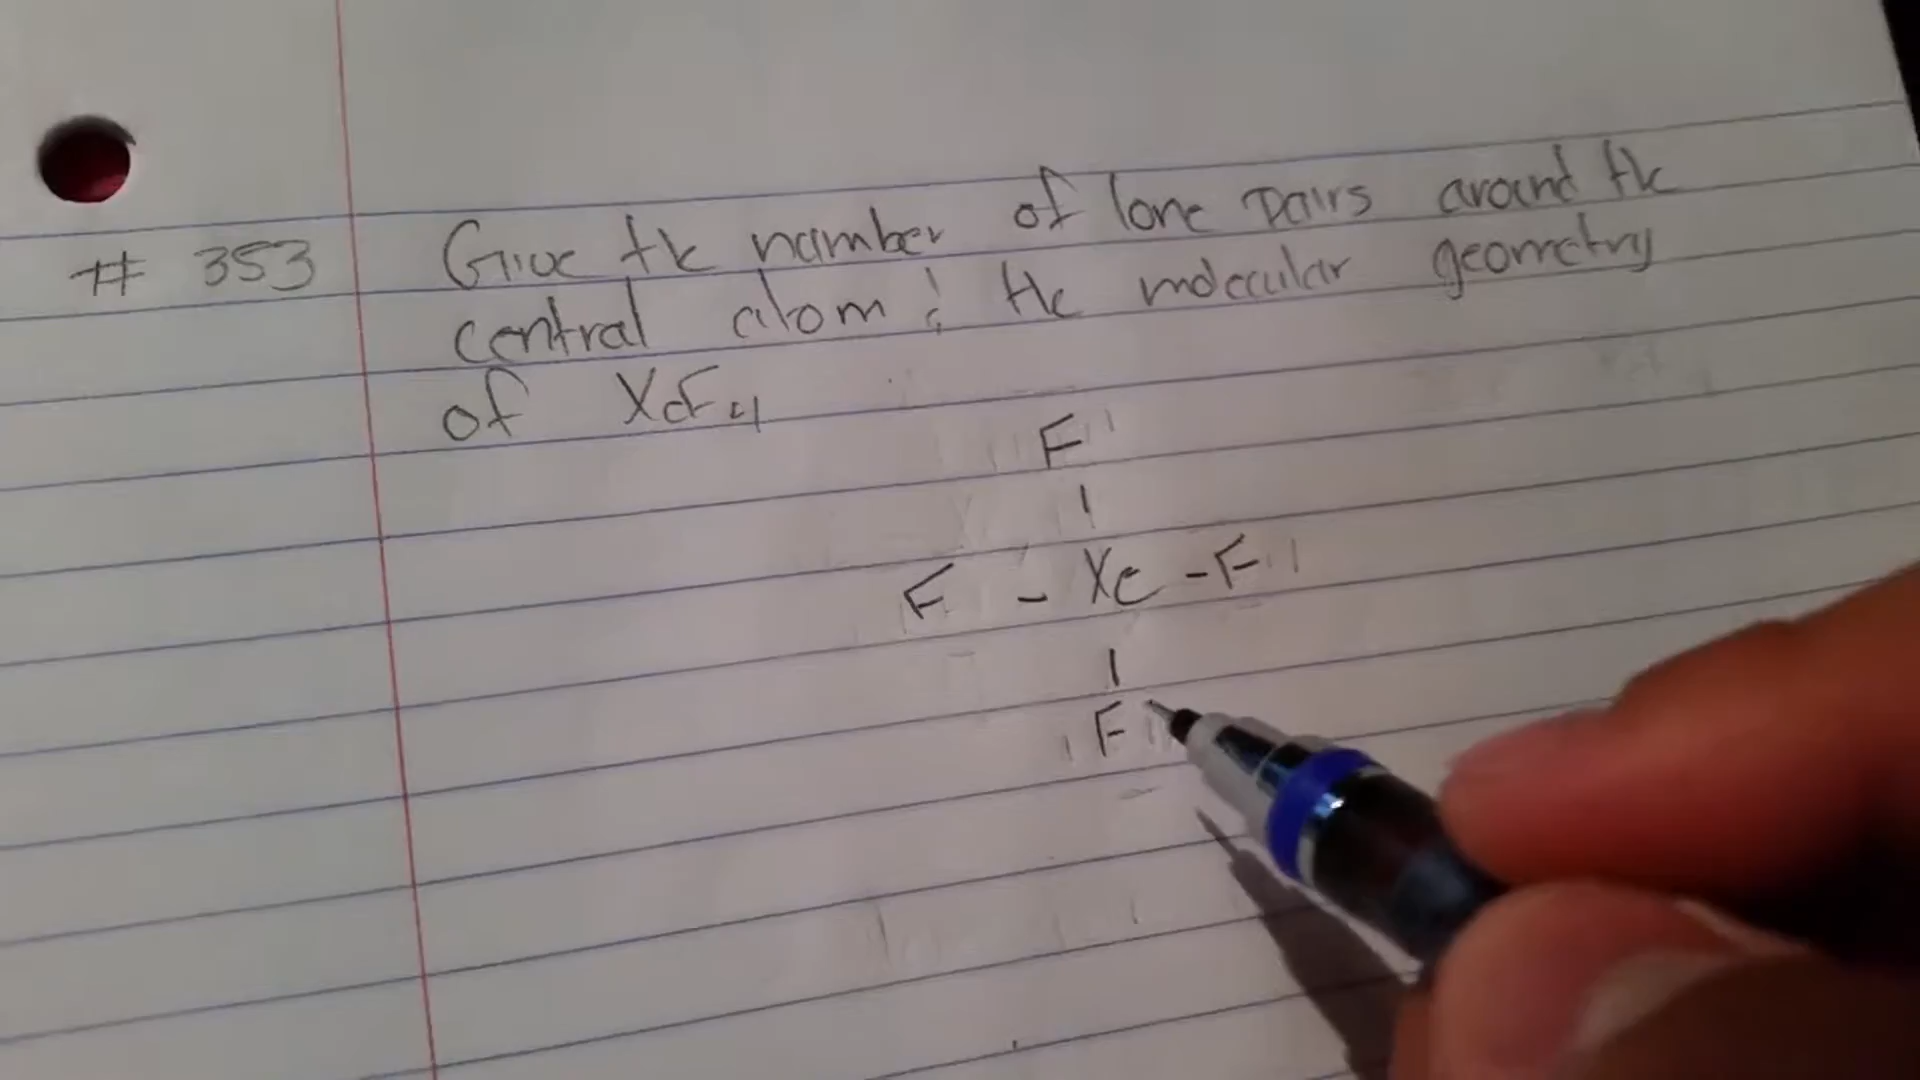 # 353 Give the number of lone pairs around the
central atom & the molecular geometry
of XeF4
F
|
F - Xe - F
|
F